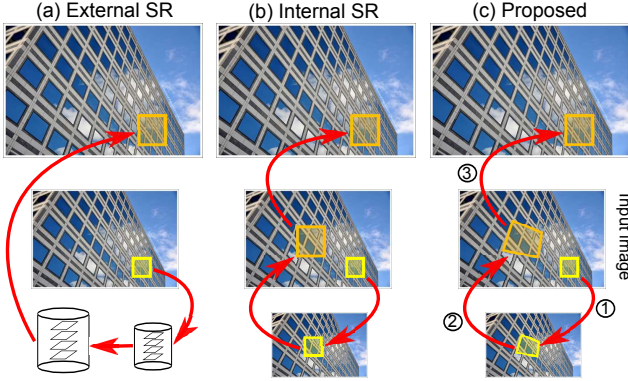 (a) External SR
(b) Internal SR
(c) Proposed
③
Input Image
①
②